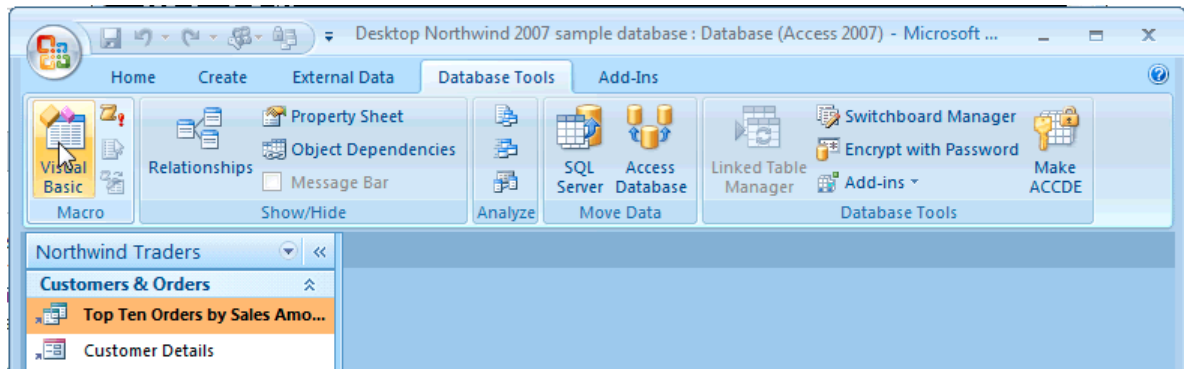 Desktop Northwind 2007 sample database : Database (Access 2007) - Microsoft ...
Home Create External Data Database Tools Add-Ins
Visual Basic
Macro
Relationships
Property Sheet
Object Dependencies
Message Bar
Show/Hide
Analyze
SQL Server
Access Database
Move Data
Linked Table Manager
Switchboard Manager
Encrypt with Password
Add-ins
Make ACCDE
Database Tools
Northwind Traders
Customers & Orders
Top Ten Orders by Sales Amo...
Customer Details